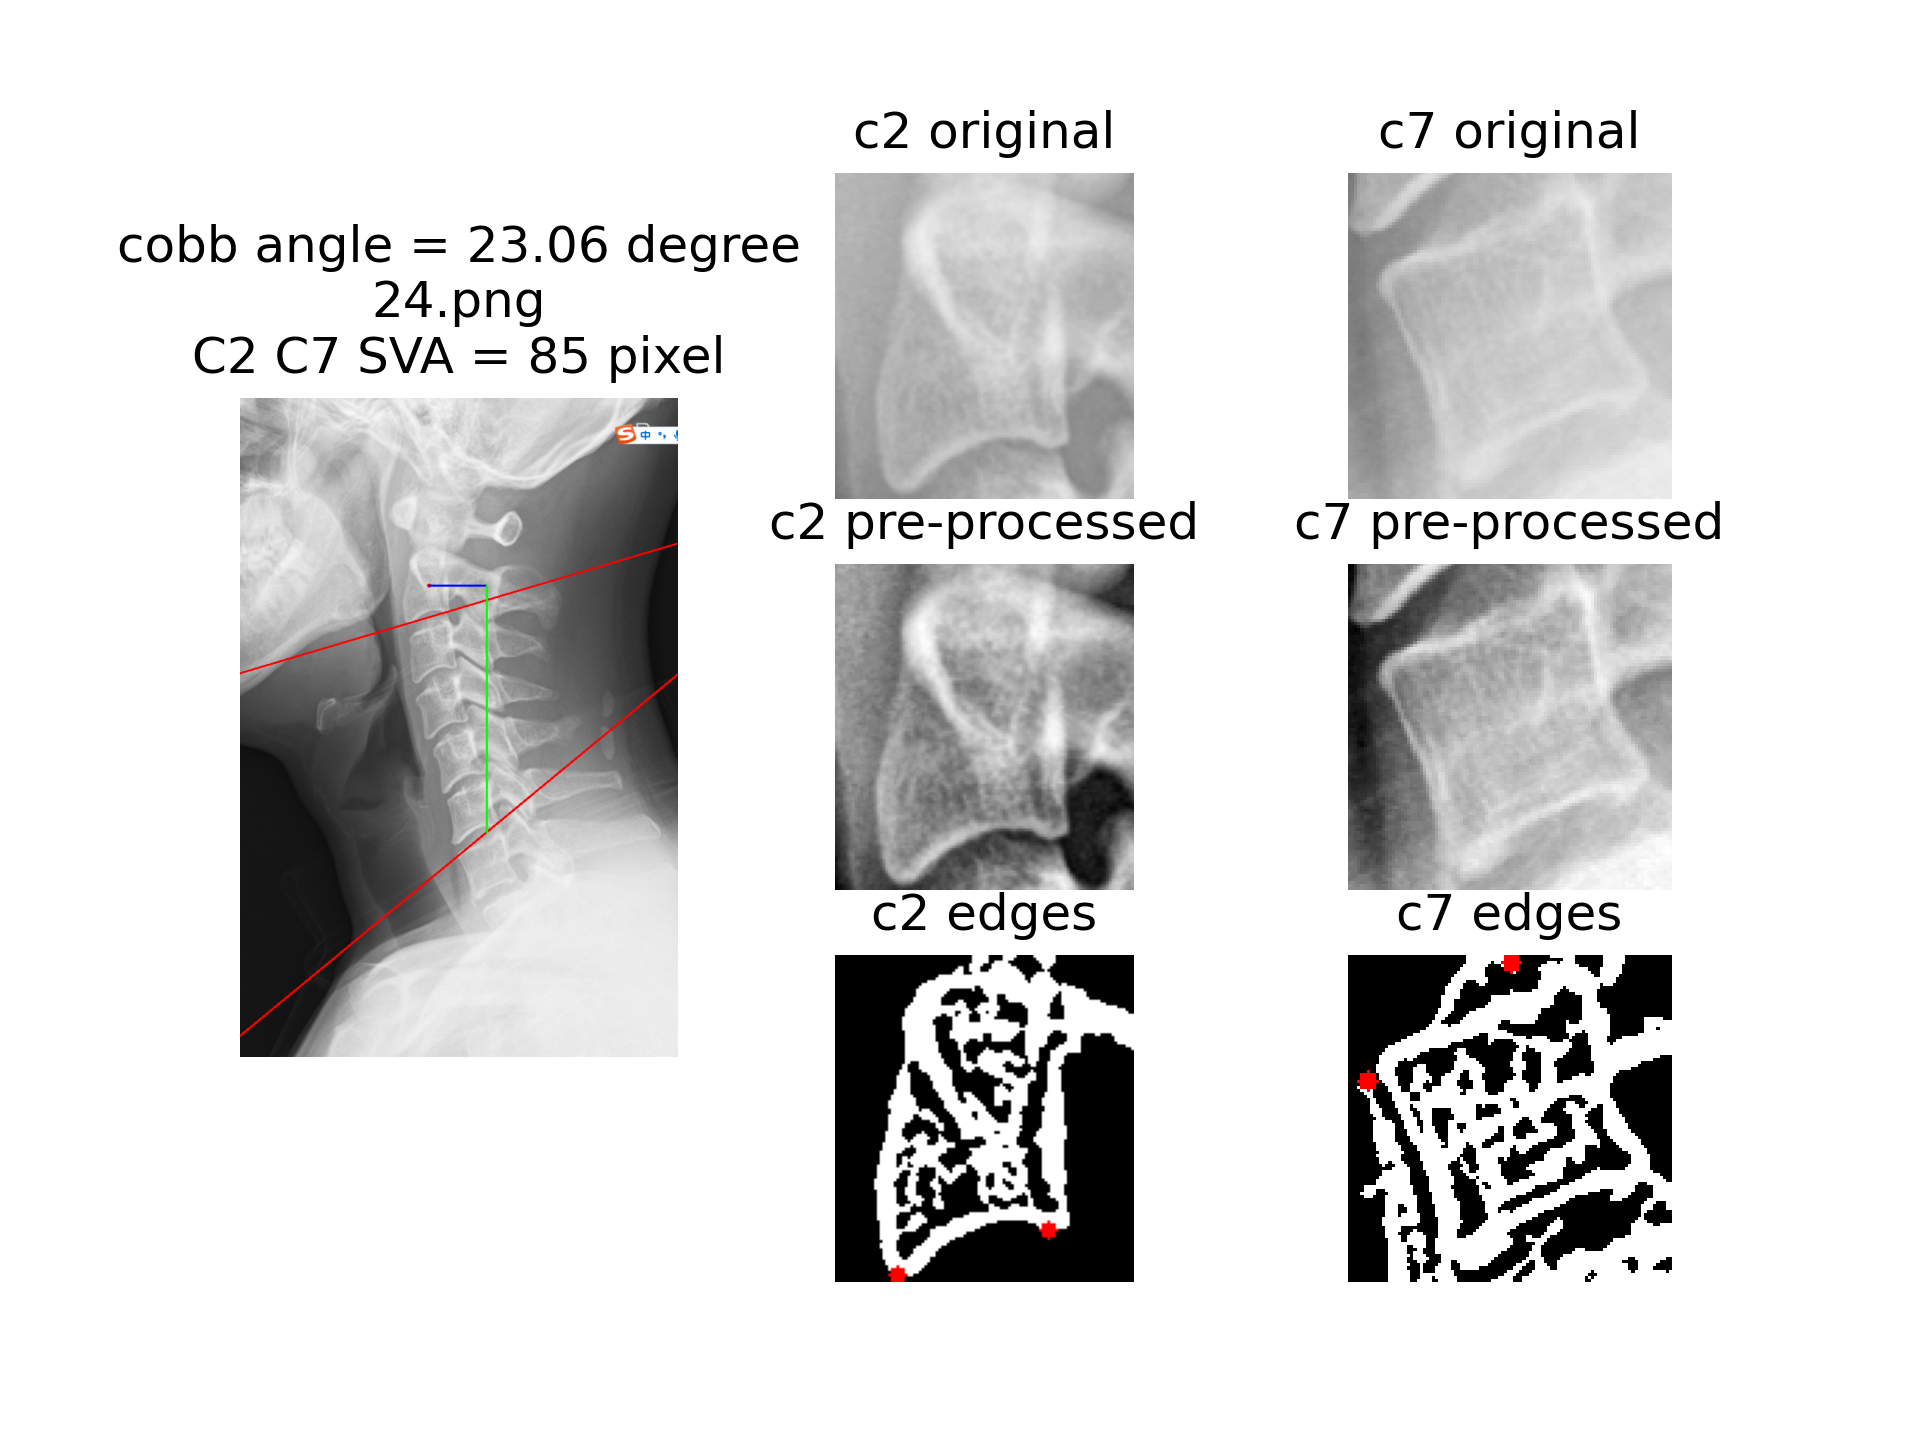 cobb angle = 23.06 degree
24.png
C2 C7 SVA = 85 pixel
S 中
c2 original
c7 original
c2 pre-processed
c7 pre-processed
c2 edges
c7 edges